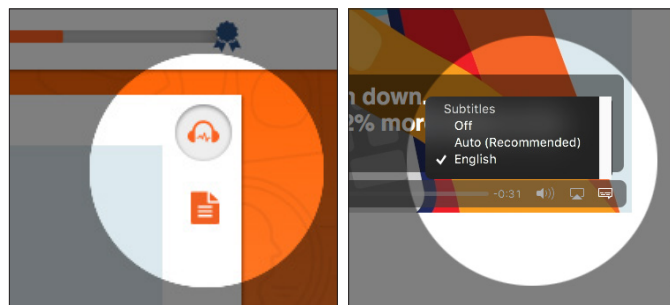 n down.
2% mor
Subtitles
Off
Auto (Recommended)
✓ English
-0:31